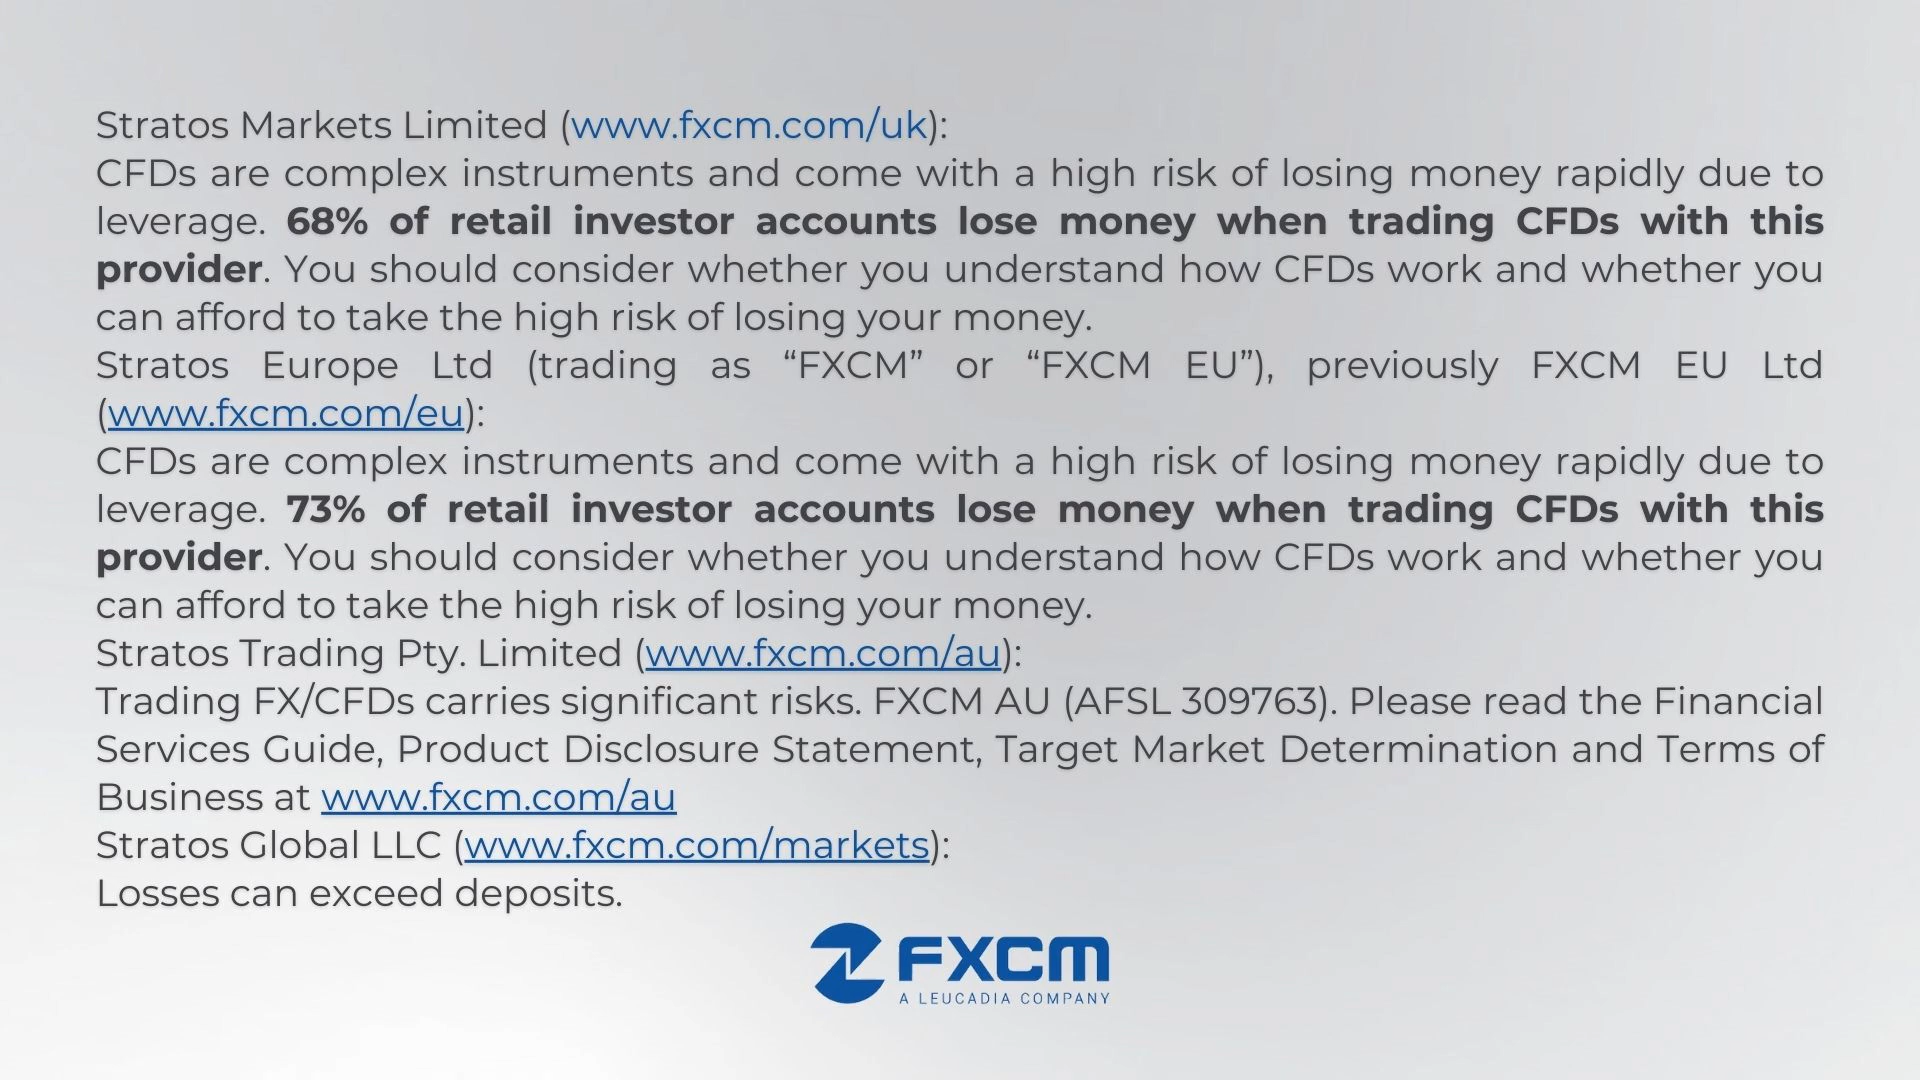 Stratos Markets Limited (www.fxcm.com/uk):
CFDs are complex instruments and come with a high risk of losing money rapidly due to
leverage. 68% of retail investor accounts lose money when trading CFDs with this
provider. You should consider whether you understand how CFDs work and whether you
can afford to take the high risk of losing your money.
Stratos Europe Ltd (trading as “FXCM” or “FXCM EU”), previously FXCM EU Ltd
(www.fxcm.com/eu):
CFDs are complex instruments and come with a high risk of losing money rapidly due to
leverage. 73% of retail investor accounts lose money when trading CFDs with this
provider. You should consider whether you understand how CFDs work and whether you
can afford to take the high risk of losing your money.
Stratos Trading Pty. Limited (www.fxcm.com/au):
Trading FX/CFDs carries significant risks. FXCM AU (AFSL 309763). Please read the Financial
Services Guide, Product Disclosure Statement, Target Market Determination and Terms of
Business at www.fxcm.com/au
Stratos Global LLC (www.fxcm.com/markets):
Losses can exceed deposits.
FXCM
A LEUCADIA COMPANY